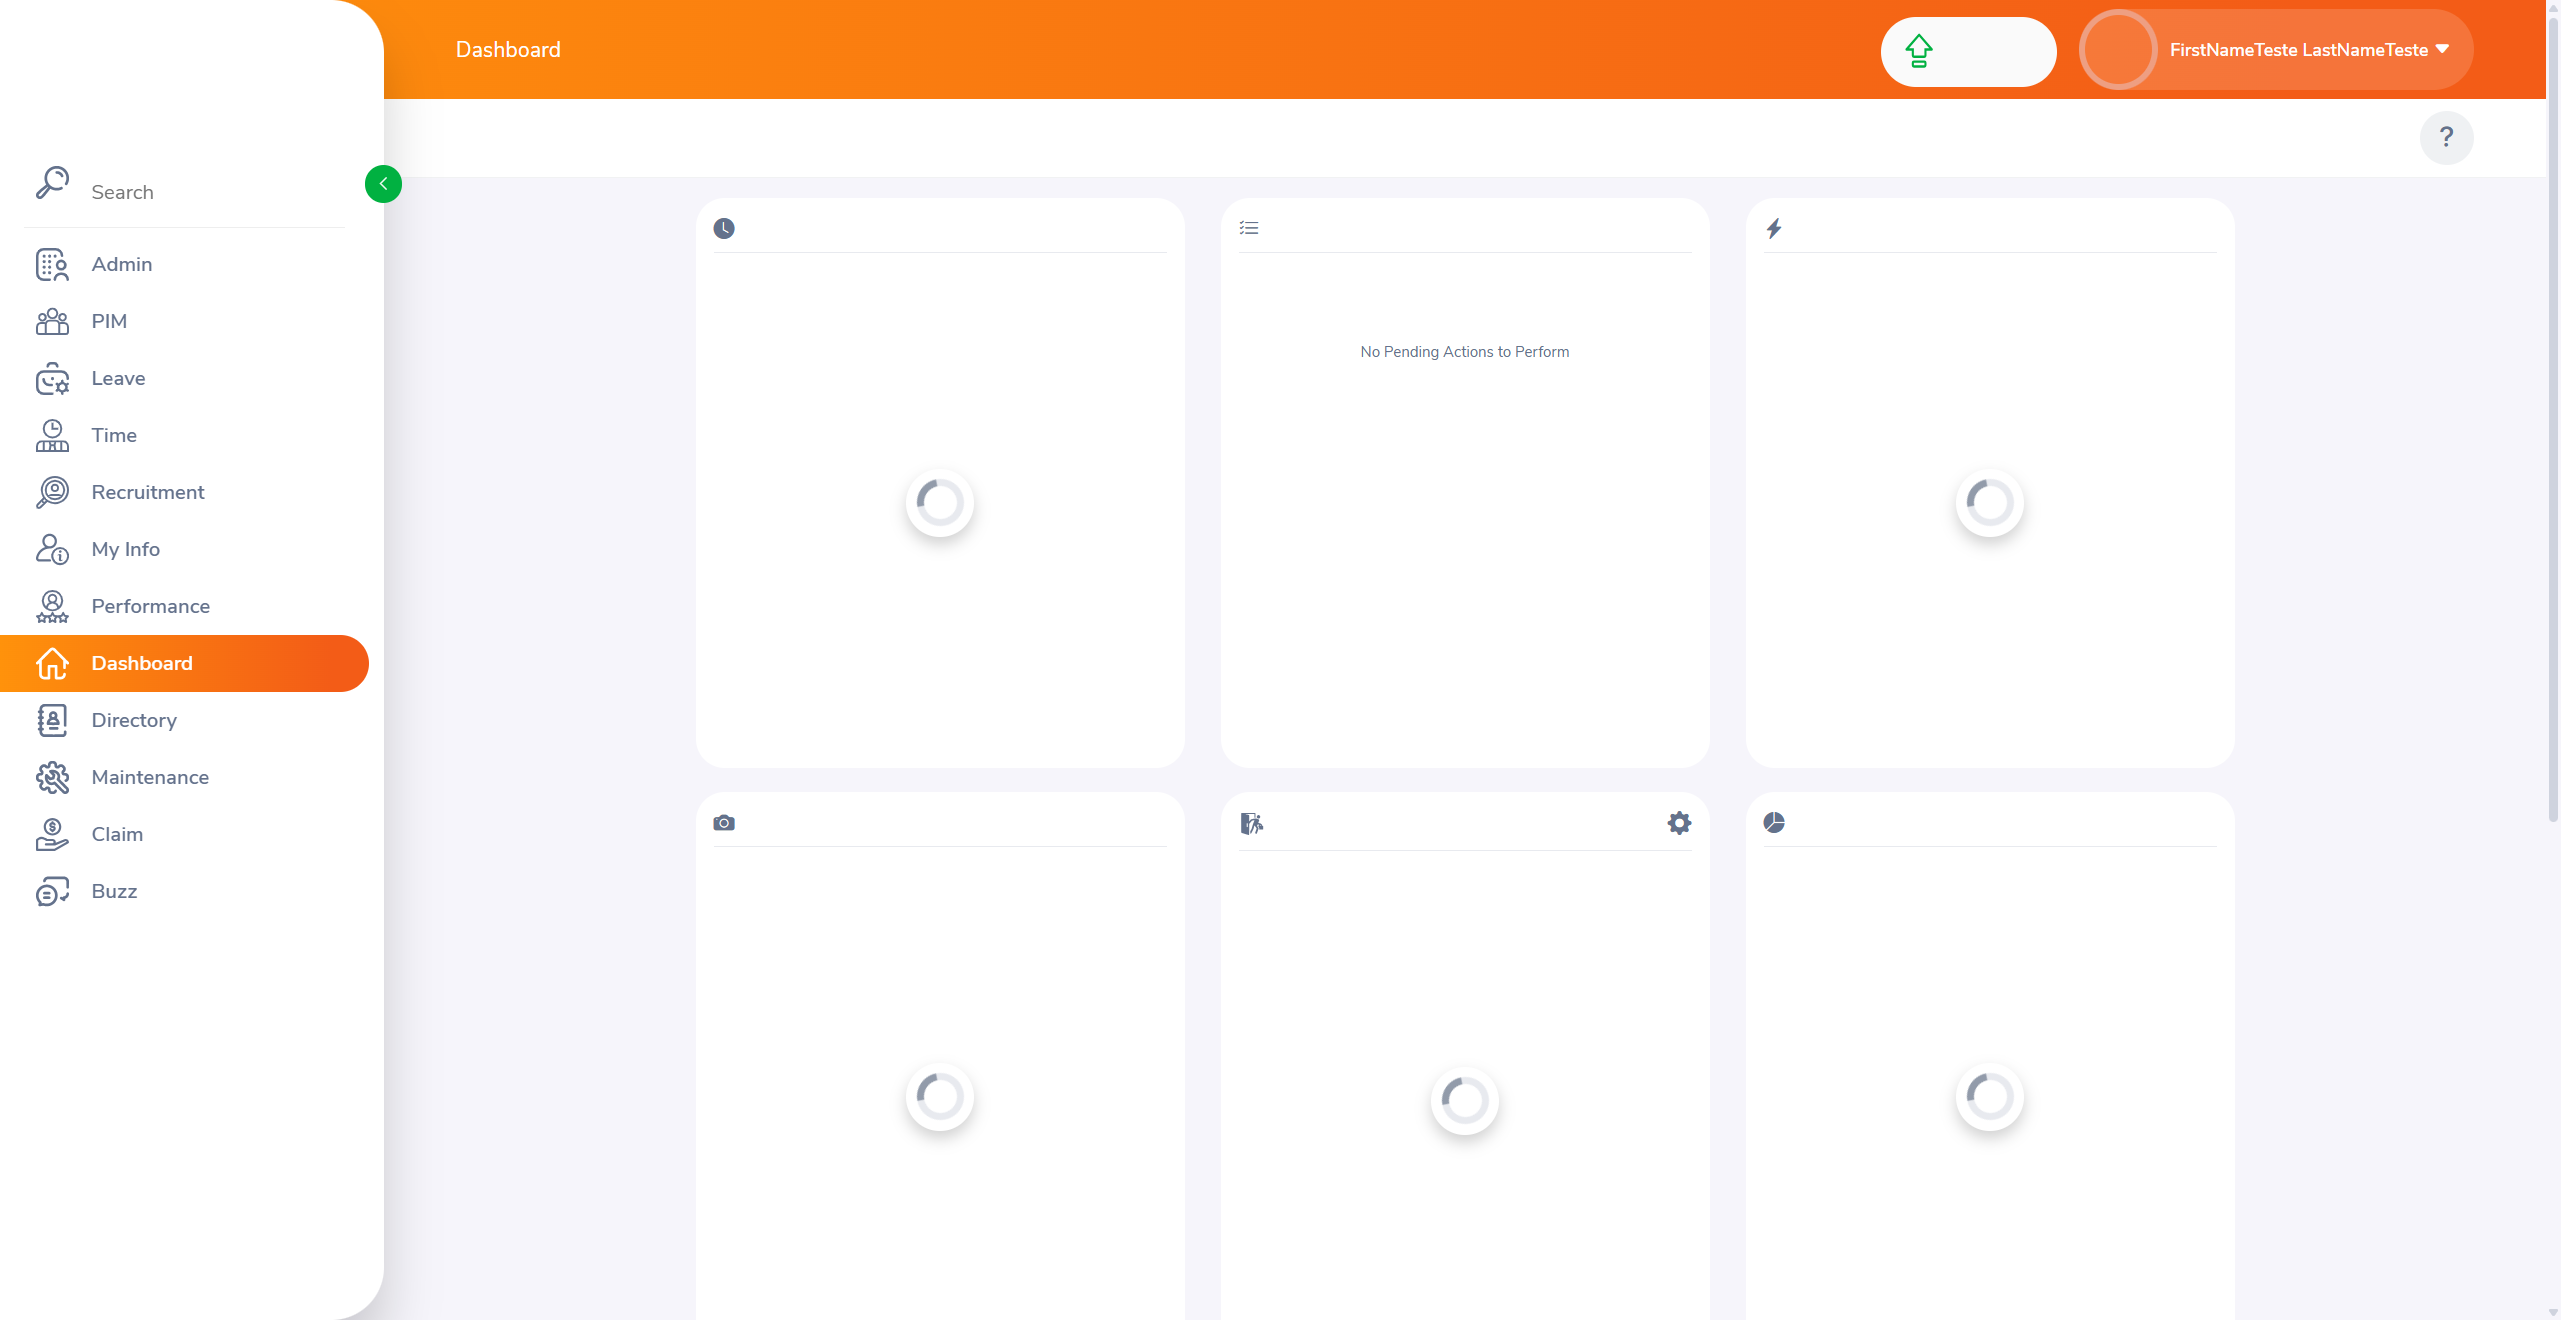 Dashboard
FirstNameTeste LastNameTeste
?
Search
Admin
PIM
Leave
Time
Recruitment
My Info
Performance
Dashboard
Directory
Maintenance
Claim
Buzz
No Pending Actions to Perform